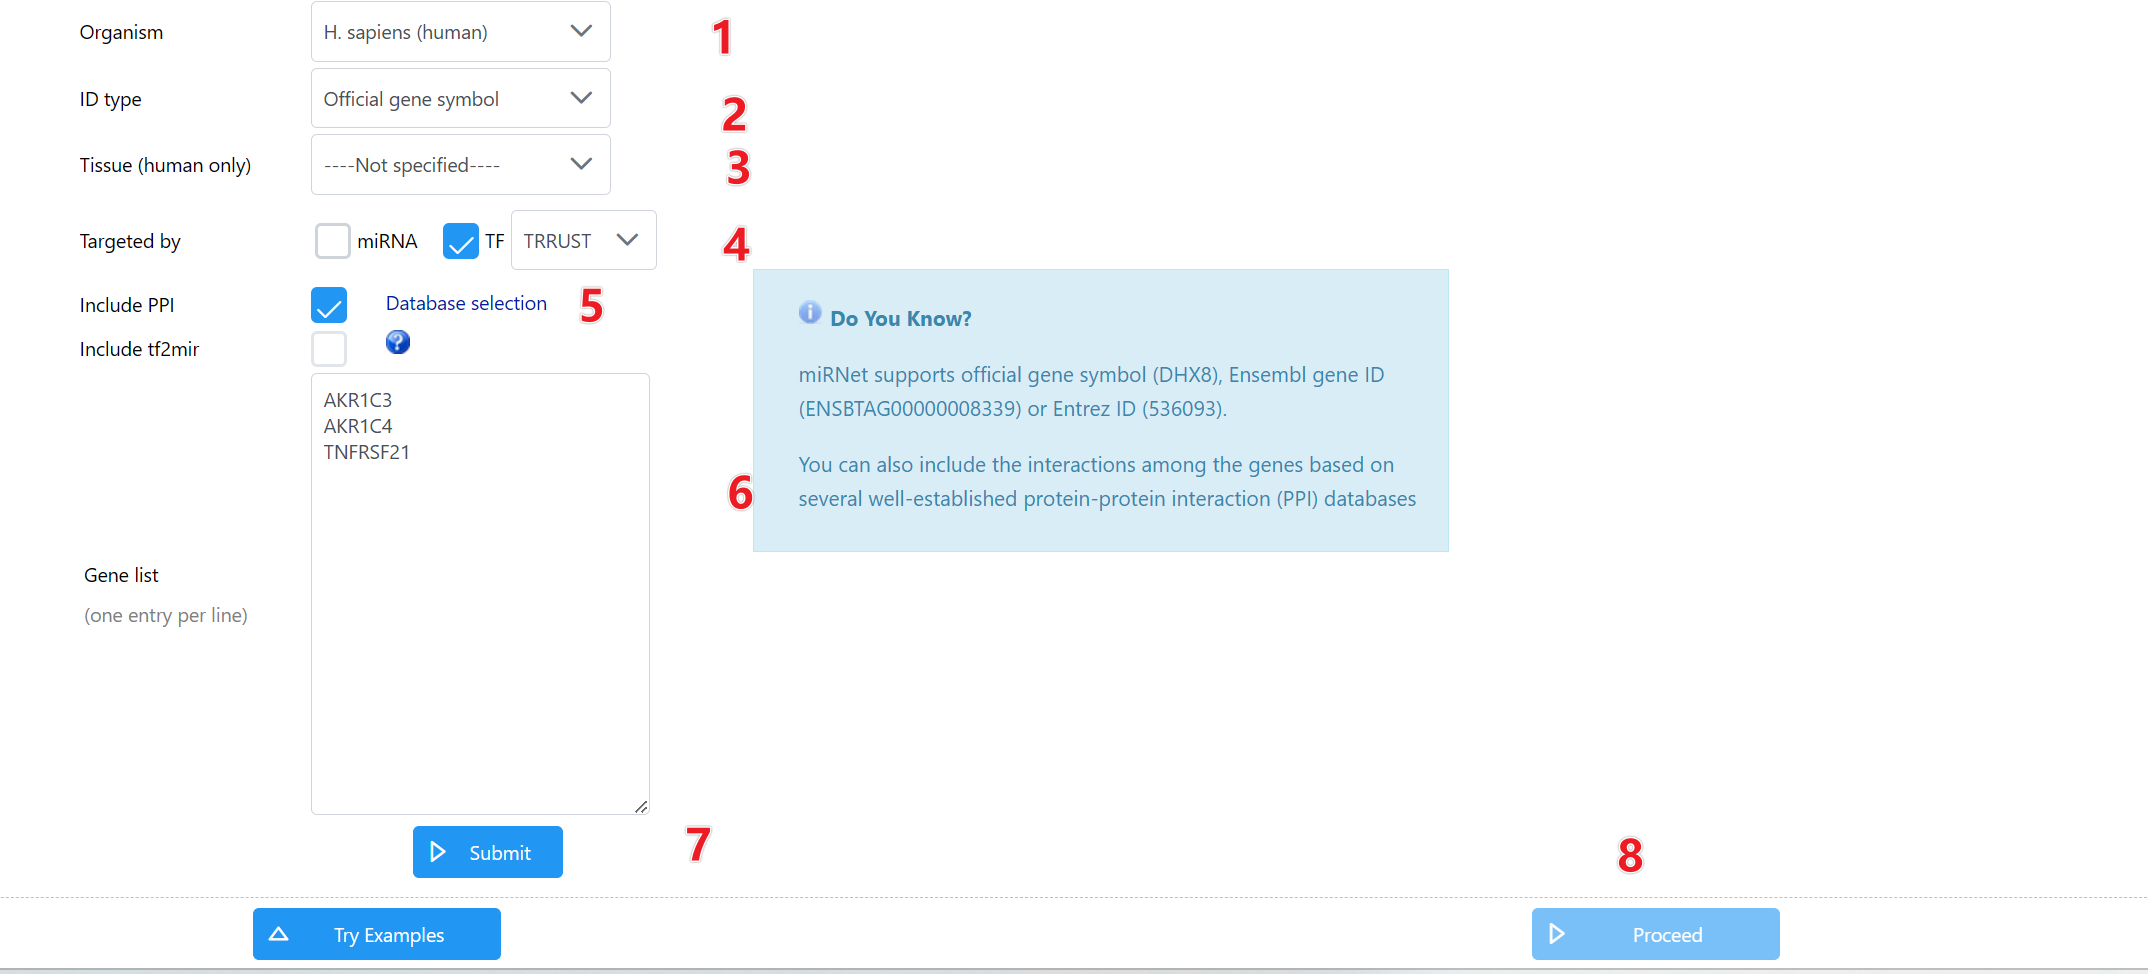 Organism H. sapiens (human) 1
ID type Official gene symbol 2
Tissue (human only) ----Not specified---- 3
Targeted by miRNA TF TRRUST 4
Include PPI Database selection 5
Include tf2mir
Do You Know?
miRNet supports official gene symbol (DHX8), Ensembl gene ID
(ENSBTAG00000008339) or Entrez ID (536093).
You can also include the interactions among the genes based on
several well-established protein-protein interaction (PPI) databases
AKR1C3
AKR1C4
TNFRSF21
6
Gene list
(one entry per line)
Submit 7
8
Try Examples Proceed